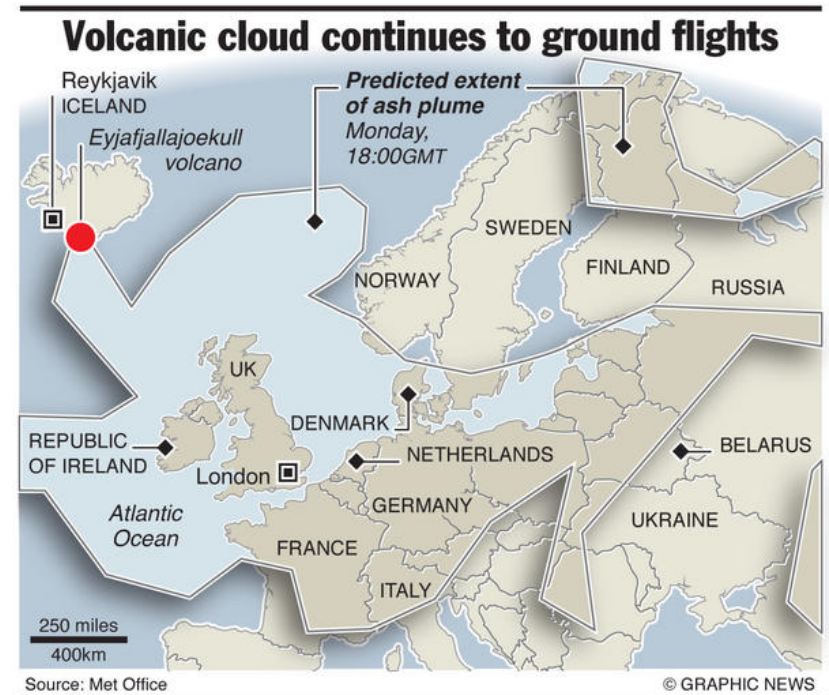 Volcanic cloud continues to ground flights
Reykjavik
ICELAND
Eyjafjallajoekull
volcano
Predicted extent
of ash plume
Monday,
18:00GMT
SWEDEN
NORWAY
FINLAND
RUSSIA
UK
DENMARK
REPUBLIC
OF IRELAND
NETHERLANDS
BELARUS
London
GERMANY
Atlantic
Ocean
UKRAINE
FRANCE
ITALY
250 miles
400km
Source: Met Office
© GRAPHIC NEWS